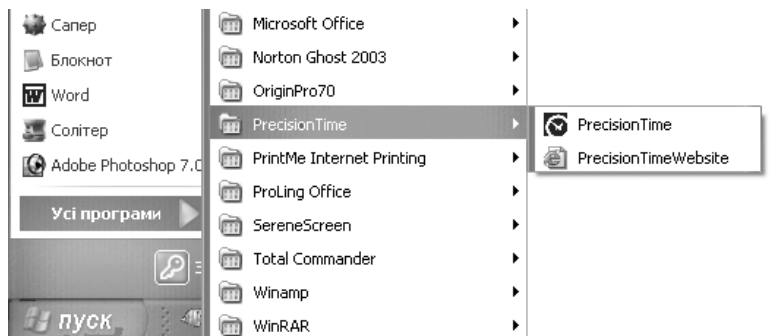 Сапер
Блокнот
Word
Солітер
Adobe Photoshop 7.0
Усі програми
пуск
Microsoft Office
Norton Ghost 2003
OriginPro70
PrecisionTime
PrintMe Internet Printing
ProLing Office
SereneScreen
Total Commander
Winamp
WinRAR
PrecisionTime
PrecisionTimeWebsite